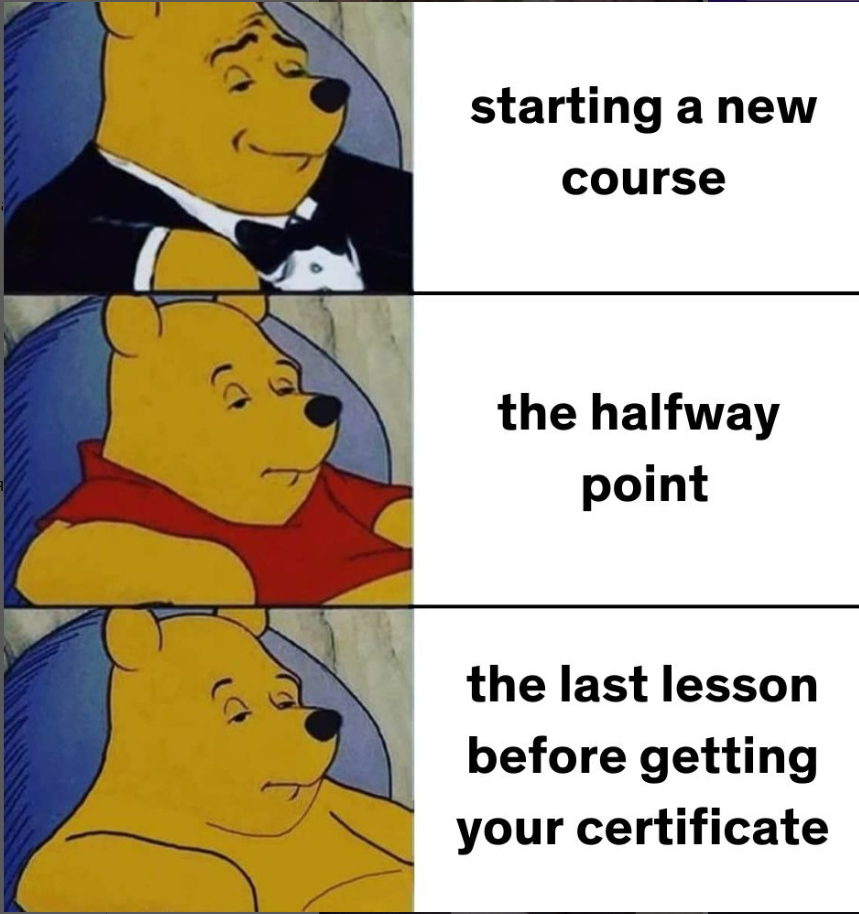 starting a new
course
the halfway
point
the last lesson
before getting
your certificate